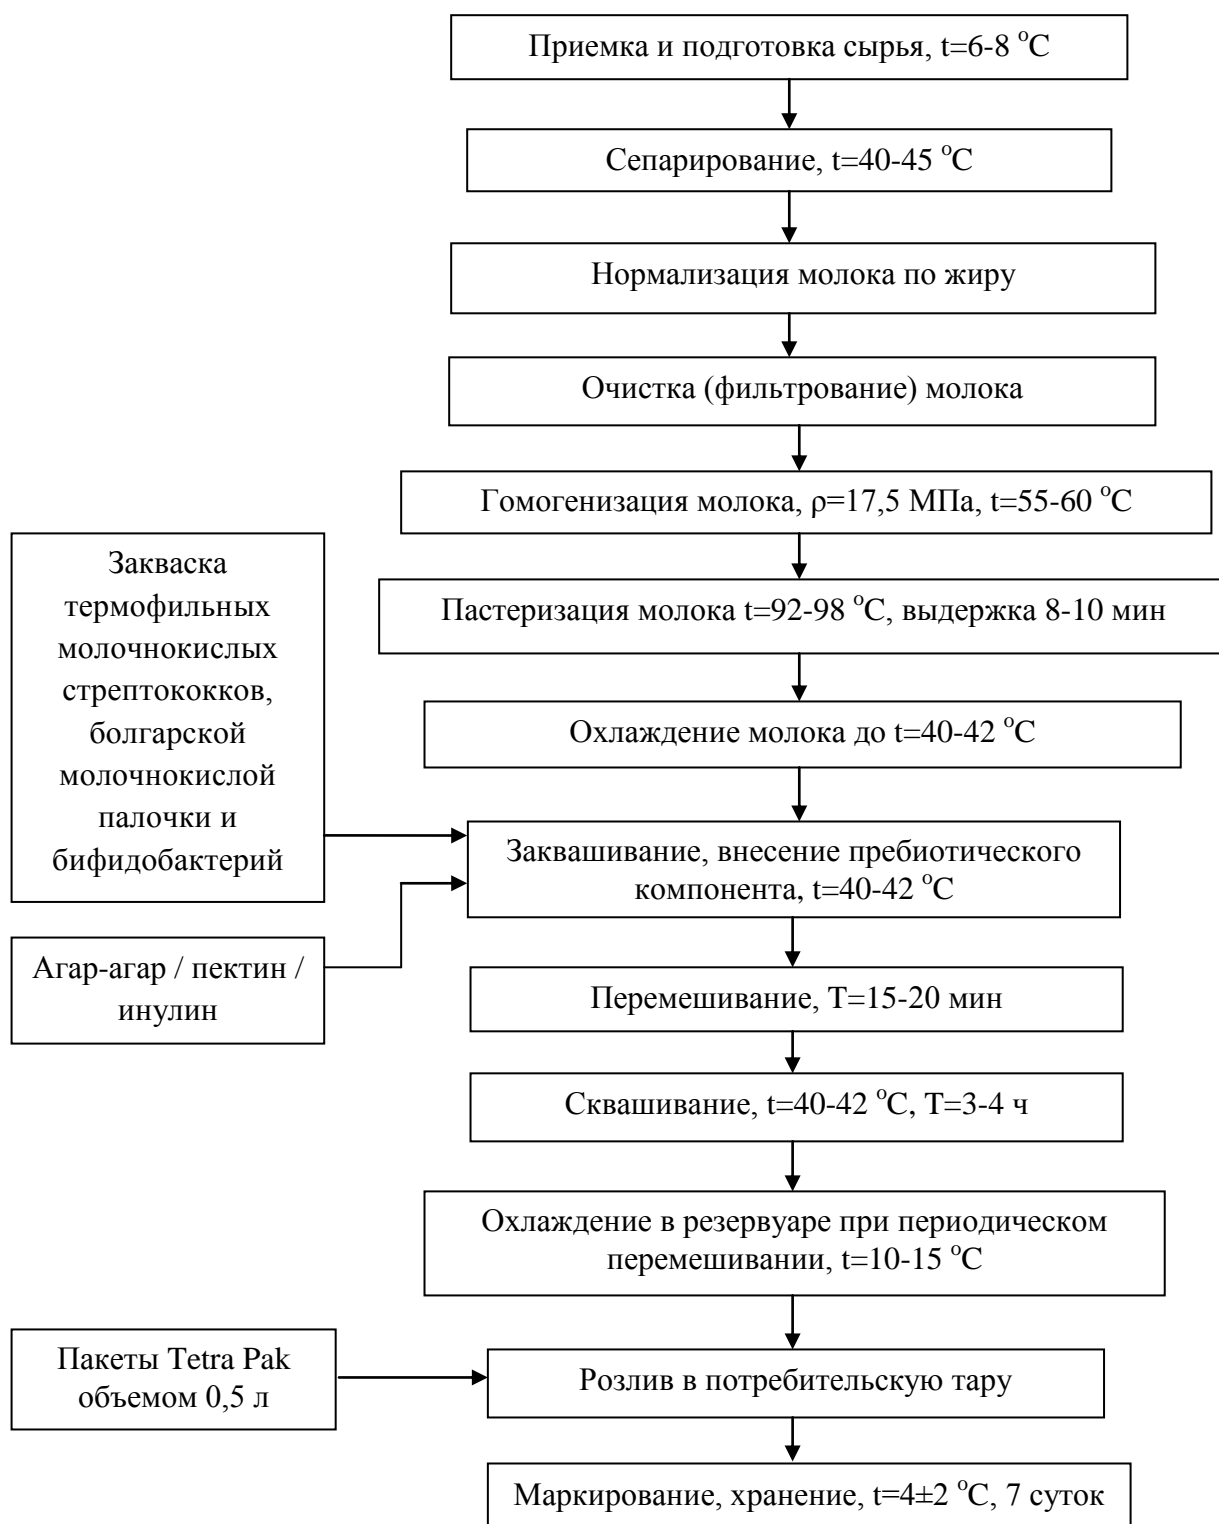 Приемка и подготовка сырья, t=6-8 °С
Сепарирование, t=40-45 °С
Нормализация молока по жиру
Очистка (фильтрование) молока
Гомогенизация молока, ρ=17,5 МПа, t=55-60 °С
Закваска
термофильных
молочнокислых
стрептококков,
болгарской
молочнокислой
палочки и
бифидобактерий
Пастеризация молока t=92-98 °С, выдержка 8-10 мин
Охлаждение молока до t=40-42 °С
Заквашивание, внесение пребиотического
компонента, t=40-42 °С
Агар-агар / пектин /
инулин
Перемешивание, Т=15-20 мин
Сквашивание, t=40-42 °С, Т=3-4 ч
Охлаждение в резервуаре при периодическом
перемешивании, t=10-15 °С
Пакеты Tetra Pak
объемом 0,5 л
Розлив в потребительскую тару
Маркирование, хранение, t=4±2 °С, 7 суток